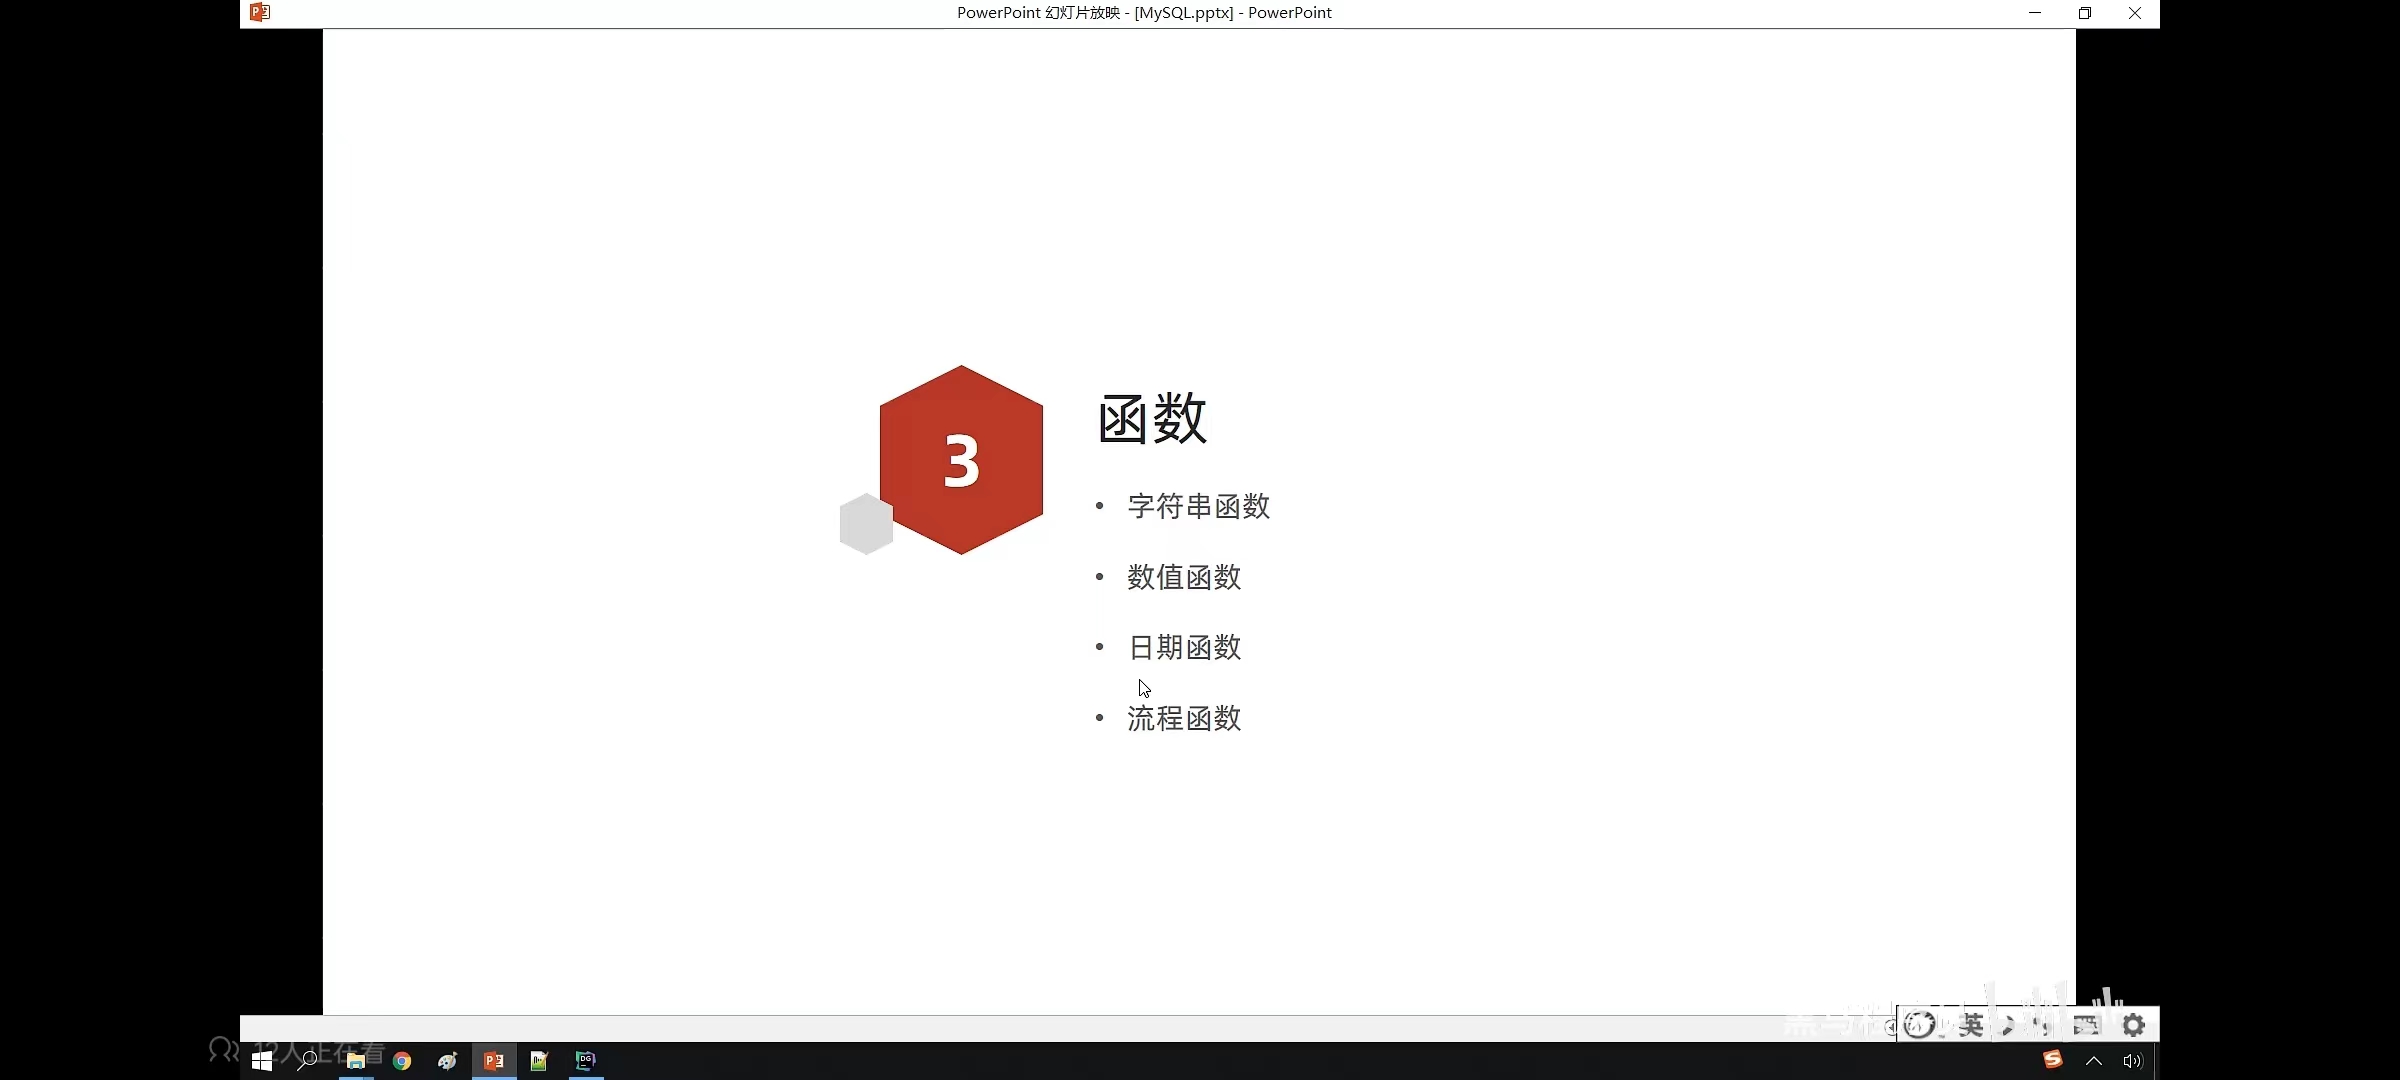 PowerPoint 幻灯片放映 - [MySQL.pptx] - PowerPoint
3
函数
• 字符串函数
• 数值函数
• 日期函数
• 流程函数
英
12人正在看